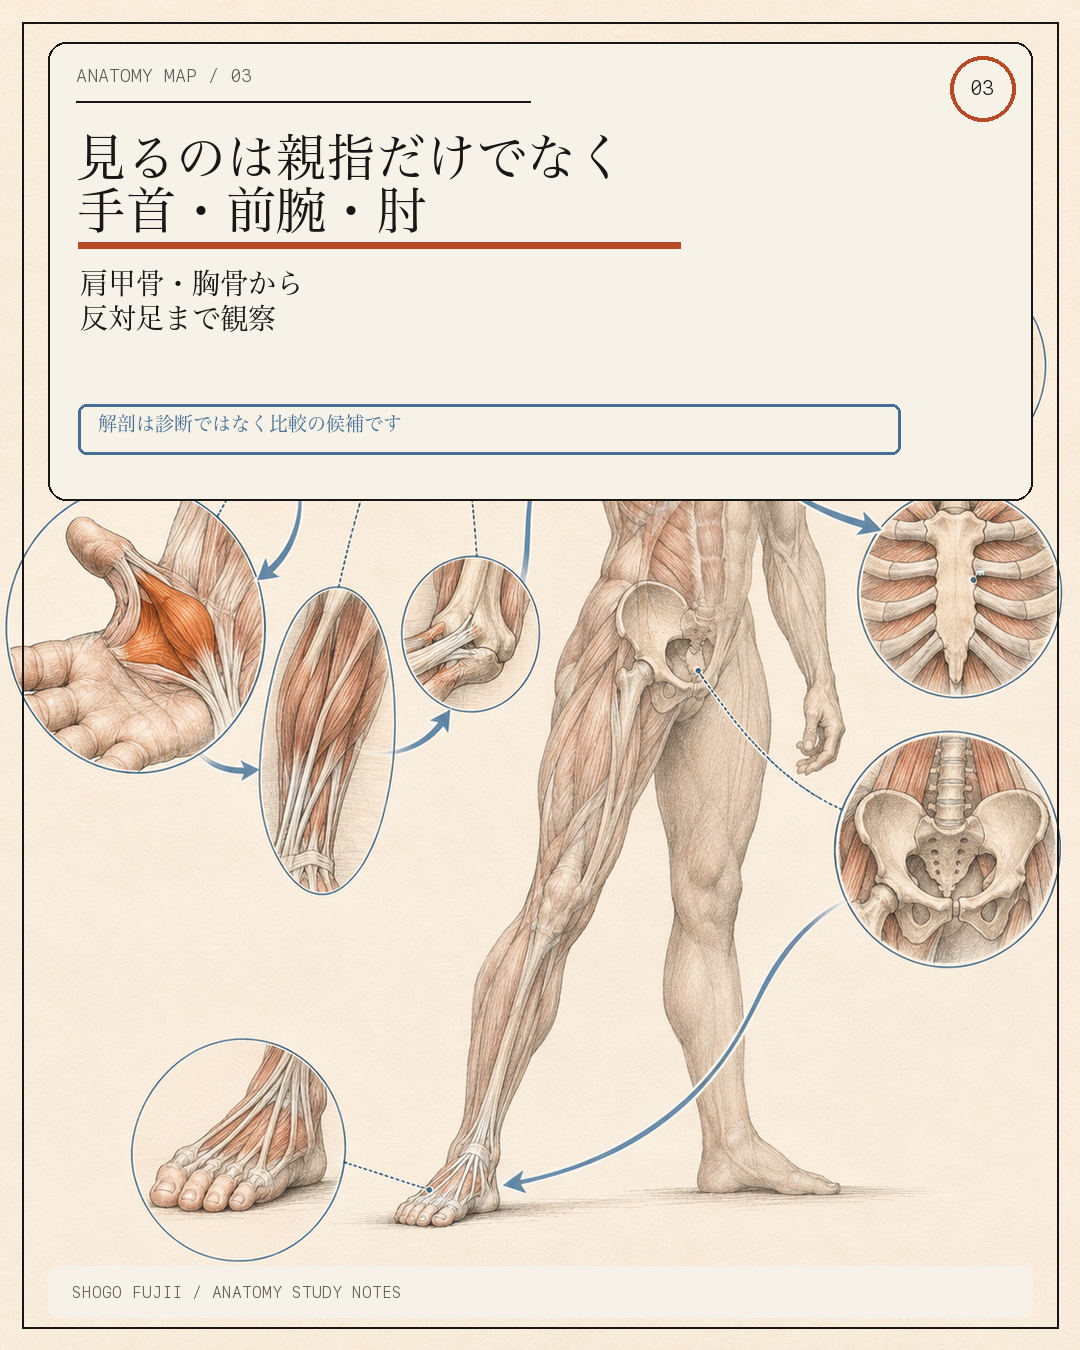 ANATOMY MAP / 03
03
見るのは親指だけでなく
手首・前腕・肘
肩甲骨・胸骨から
反対足まで観察
解剖は診断ではなく比較の候補です
SHOGO FUJII / ANATOMY STUDY NOTES